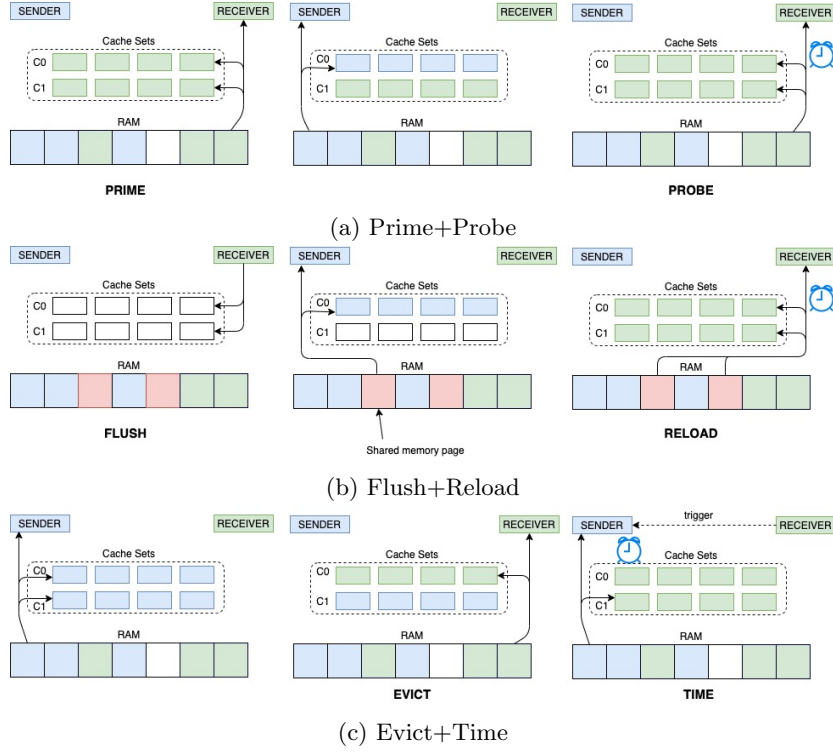 SENDER RECEIVER SENDER RECEIVER SENDER RECEIVER
Cache Sets Cache Sets Cache Sets
C0 C0 C0
C1 C1 C1
RAM RAM RAM
PRIME PROBE
(a) Prime+Probe
SENDER RECEIVER SENDER RECEIVER SENDER RECEIVER
Cache Sets Cache Sets Cache Sets
C0 C0 C0
C1 C1 C1
RAM RAM RAM
FLUSH RELOAD
Shared memory page
(b) Flush+Reload
SENDER RECEIVER SENDER RECEIVER SENDER trigger RECEIVER
Cache Sets Cache Sets Cache Sets
C0 C0 C0
C1 C1 C1
RAM RAM RAM
EVICT TIME
(c) Evict+Time